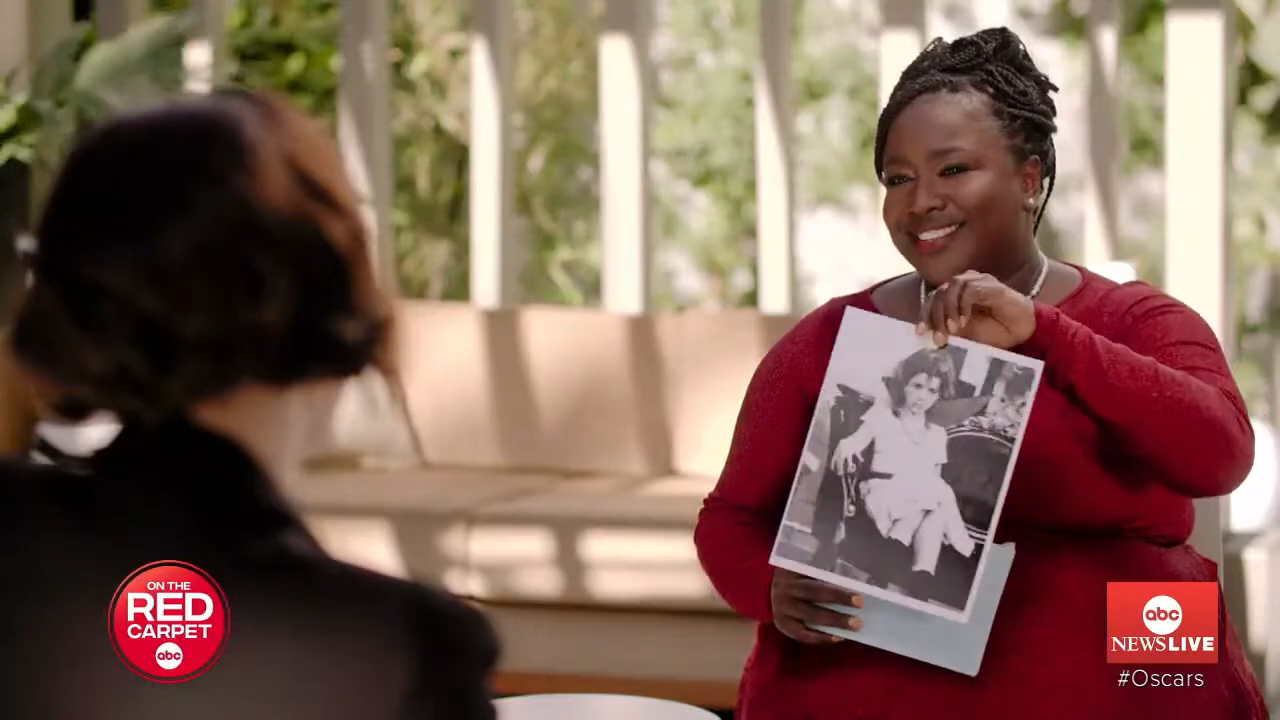 ON THE
RED
CARPET
abc
abc
NEWS LIVE
#Oscars